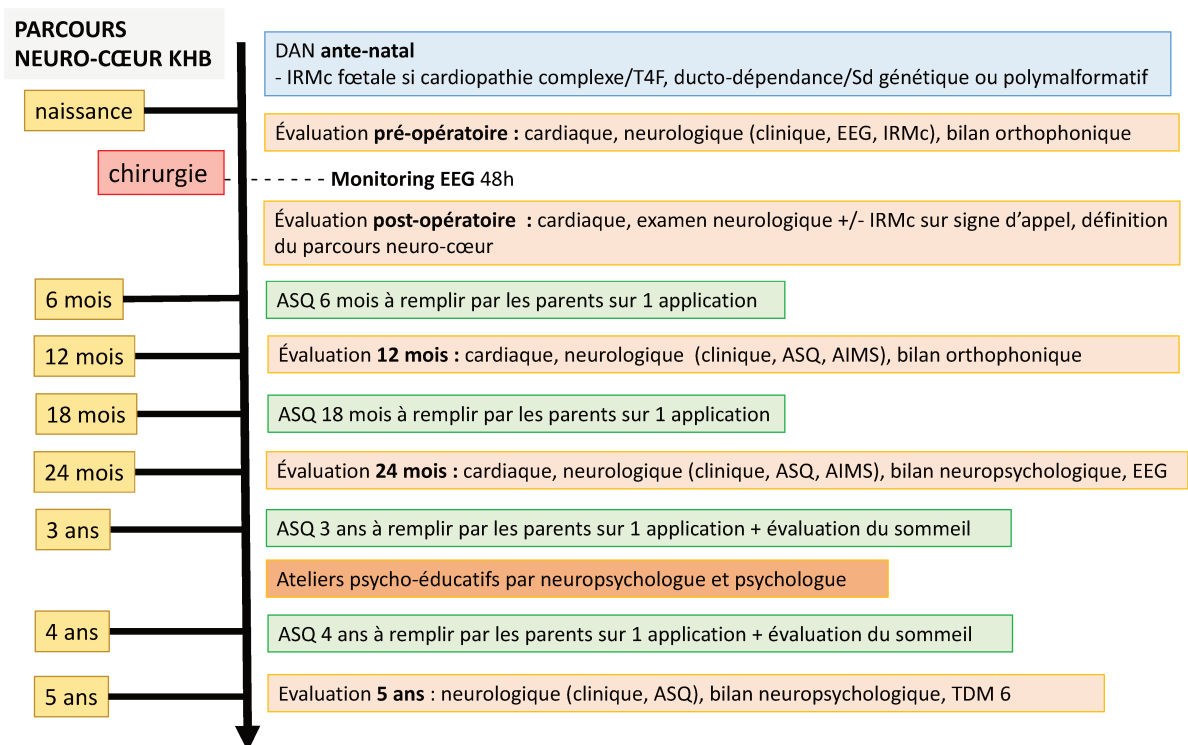 PARCOURS
NEURO-CŒUR KHB
DAN ante-natal
- IRMc fœtale si cardiopathie complexe/T4F, ducto-dépendance/Sd génétique ou polymalformatif
naissance
Évaluation pré-opératoire : cardiaque, neurologique (clinique, EEG, IRMc), bilan orthophonique
chirurgie
Monitoring EEG 48h
Évaluation post-opératoire : cardiaque, examen neurologique +/- IRMc sur signe d’appel, définition
du parcours neuro-cœur
6 mois
ASQ 6 mois à remplir par les parents sur 1 application
12 mois
Évaluation 12 mois : cardiaque, neurologique (clinique, ASQ, AIMS), bilan orthophonique
18 mois
ASQ 18 mois à remplir par les parents sur 1 application
24 mois
Évaluation 24 mois : cardiaque, neurologique (clinique, ASQ, AIMS), bilan neuropsychologique, EEG
3 ans
ASQ 3 ans à remplir par les parents sur 1 application + évaluation du sommeil
Ateliers psycho-éducatifs par neuropsychologue et psychologue
4 ans
ASQ 4 ans à remplir par les parents sur 1 application + évaluation du sommeil
5 ans
Evaluation 5 ans : neurologique (clinique, ASQ), bilan neuropsychologique, TDM 6